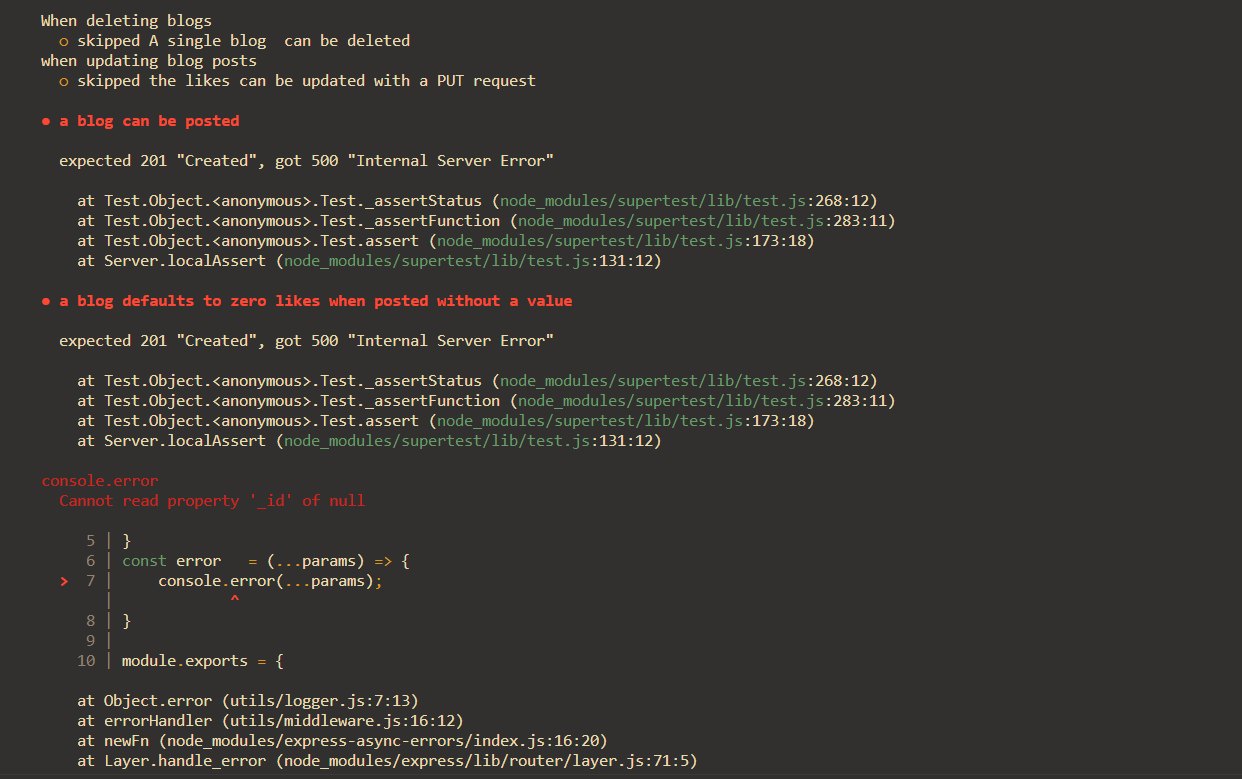 When deleting blogs
o skipped A single blog  can be deleted
when updating blog posts
o skipped the likes can be updated with a PUT request
● a blog can be posted
expected 201 "Created", got 500 "Internal Server Error"
at Test.Object.<anonymous>.Test._assertStatus (node_modules/supertest/lib/test.js:268:12)
at Test.Object.<anonymous>.Test._assertFunction (node_modules/supertest/lib/test.js:283:11)
at Test.Object.<anonymous>.Test.assert (node_modules/supertest/lib/test.js:173:18)
at Server.localAssert (node_modules/supertest/lib/test.js:131:12)
● a blog defaults to zero likes when posted without a value
expected 201 "Created", got 500 "Internal Server Error"
at Test.Object.<anonymous>.Test._assertStatus (node_modules/supertest/lib/test.js:268:12)
at Test.Object.<anonymous>.Test._assertFunction (node_modules/supertest/lib/test.js:283:11)
at Test.Object.<anonymous>.Test.assert (node_modules/supertest/lib/test.js:173:18)
at Server.localAssert (node_modules/supertest/lib/test.js:131:12)
console.error
Cannot read property '_id' of null
5 | }
6 | const error   = (...params) => {
> 7 |     console.error(...params);
|             ^
8 | }
9 |
10 | module.exports = {
at Object.error (utils/logger.js:7:13)
at errorHandler (utils/middleware.js:16:12)
at newFn (node_modules/express-async-errors/index.js:16:20)
at Layer.handle_error (node_modules/express/lib/router/layer.js:71:5)